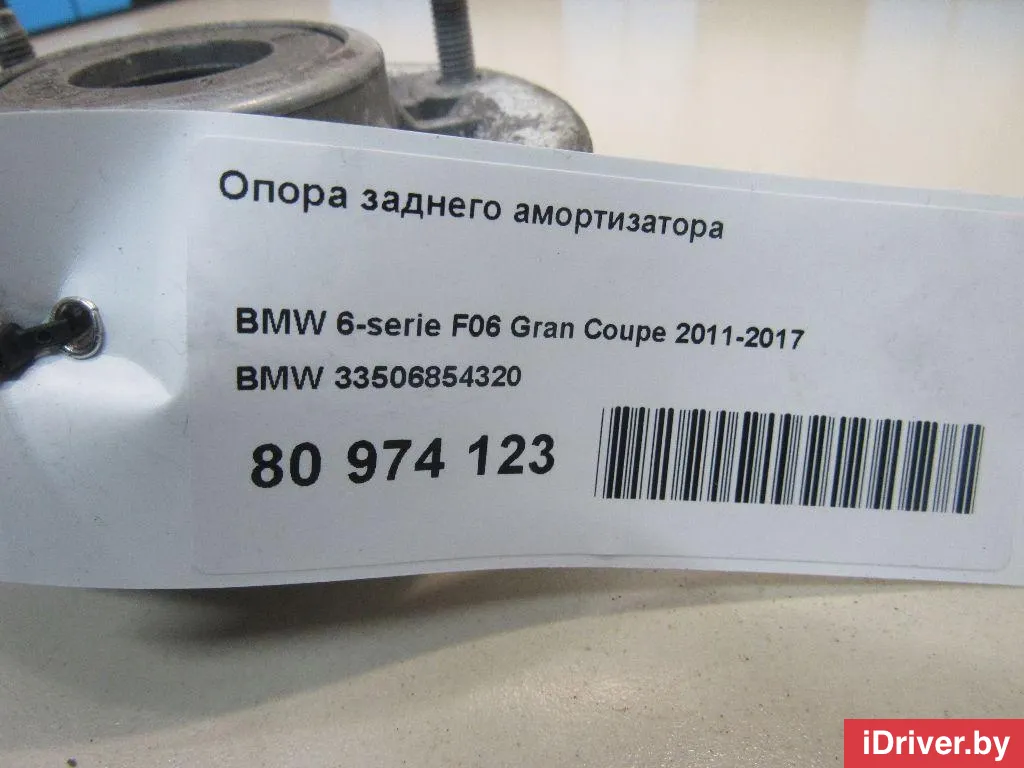 Опора заднего амортизатора
BMW 6-serie F06 Gran Coupe 2011-2017
BMW 33506854320
80 974 123
iDriver.by